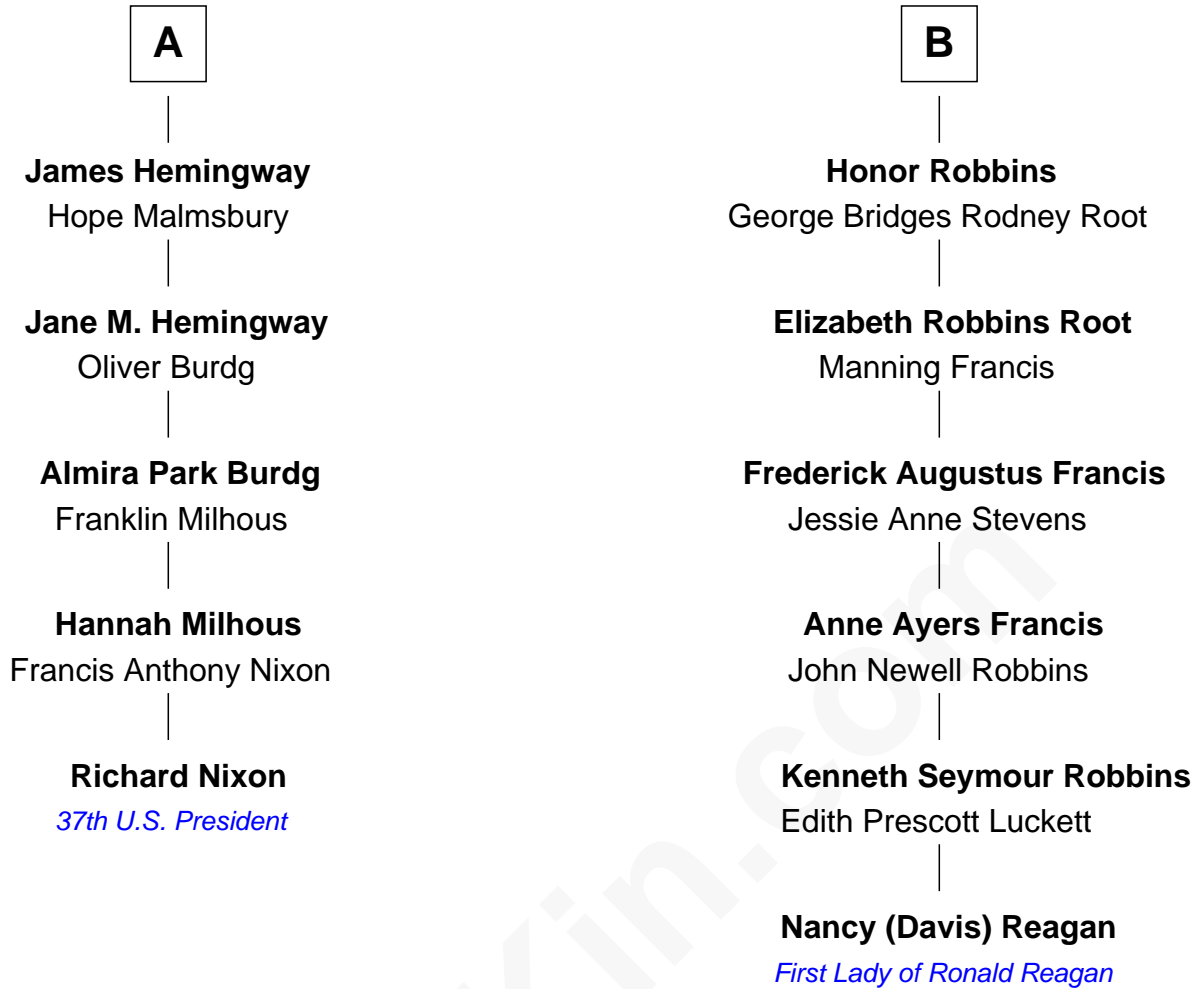 A
James Hemingway
Hope Malmsbury
Jane M. Hemingway
Oliver Burdg
Almira Park Burdg
Franklin Milhous
Hannah Milhous
Francis Anthony Nixon
Richard Nixon
37th U.S. President
B
Honor Robbins
George Bridges Rodney Root
Elizabeth Robbins Root
Manning Francis
Frederick Augustus Francis
Jessie Anne Stevens
Anne Ayers Francis
John Newell Robbins
Kenneth Seymour Robbins
Edith Prescott Luckett
Nancy (Davis) Reagan
First Lady of Ronald Reagan